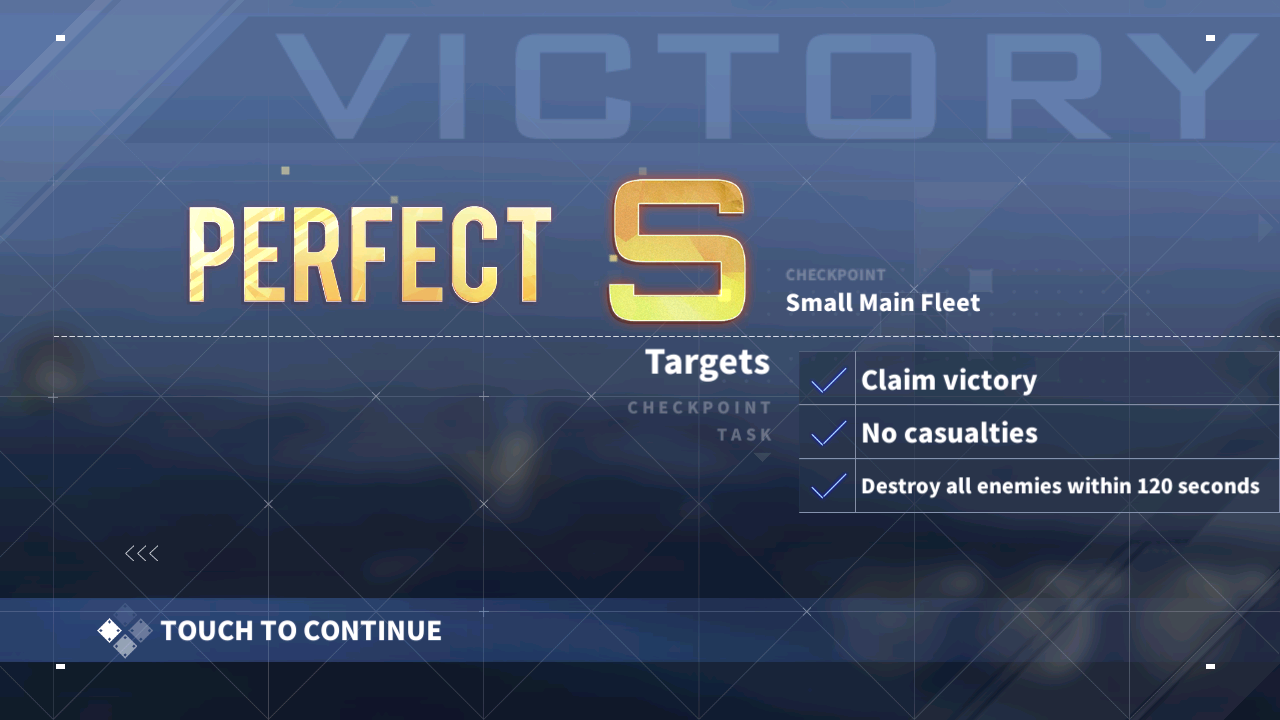 VICTORY
PERFECT S
CHECKPOINT
Small Main Fleet
Targets
CHECKPOINT
TASK
Claim victory
No casualties
Destroy all enemies within 120 seconds
TOUCH TO CONTINUE